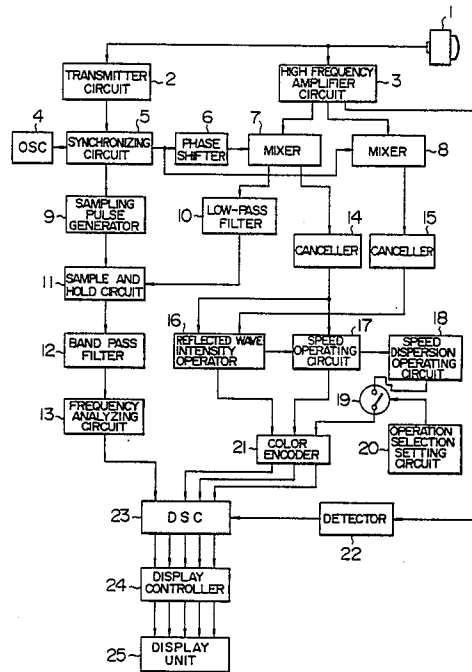 1
TRANSMITTER
CIRCUIT
2
HIGH FREQUENCY
AMPLIFIER
CIRCUIT
3
4
OSC
5
SYNCHRONIZING
CIRCUIT
6
PHASE
SHIFTER
7
MIXER
MIXER
8
9
SAMPLING
PULSE
GENERATOR
10
LOW-PASS
FILTER
14
CANCELLER
15
CANCELLER
11
SAMPLE AND
HOLD CIRCUIT
16
REFLECTED WAVE
INTENSITY
OPERATOR
17
SPEED
OPERATING
CIRCUIT
18
SPEED
DISPERSION
OPERATING
CIRCUIT
12
BAND PASS
FILTER
19
13
FREQUENCY
ANALYZING
CIRCUIT
21
COLOR
ENCODER
20
OPERATION
SELECTION
SETTING
CIRCUIT
23
DSC
DETECTOR
22
24
DISPLAY
CONTROLLER
25
DISPLAY
UNIT